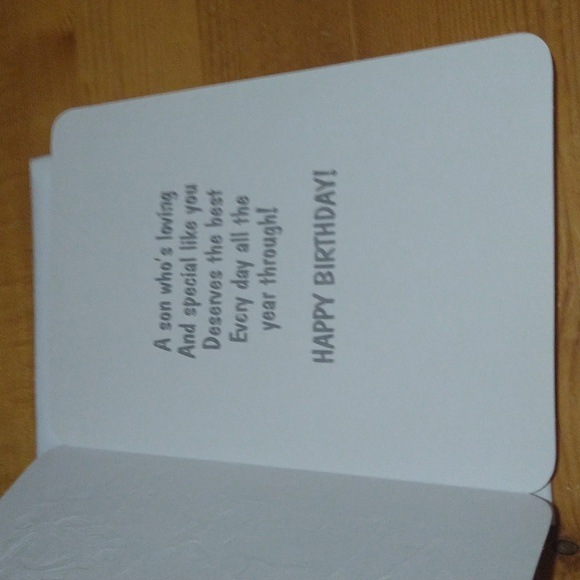 A son who's loving
And special like you
Deserves the best
Every day all the
year through!
HAPPY BIRTHDAY!